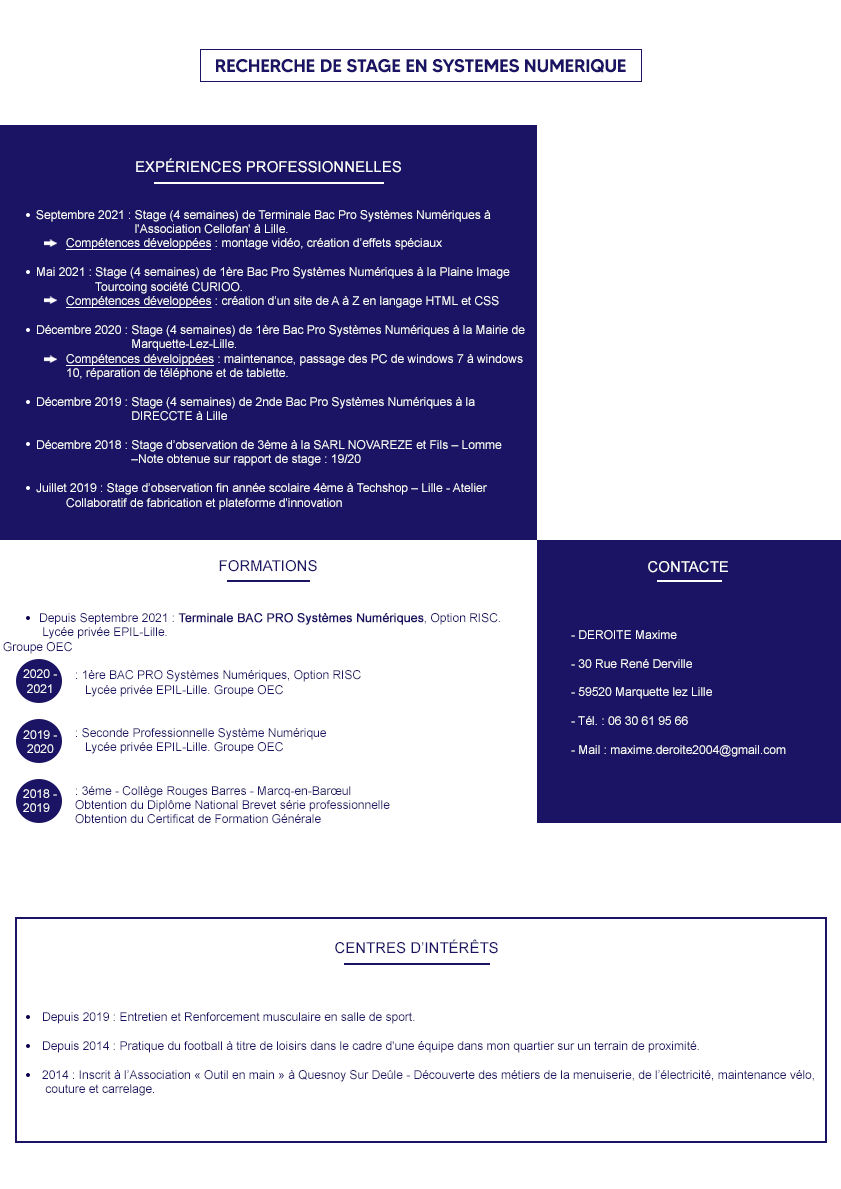 RECHERCHE DE STAGE EN SYSTEMES NUMERIQUE
EXPÉRIENCES PROFESSIONNELLES
• Septembre 2021 : Stage (4 semaines) de Terminale Bac Pro Systèmes Numériques à
l'Association Cellofan' à Lille.
Compétences développées : montage vidéo, création d'effets spéciaux
• Mai 2021 : Stage (4 semaines) de 1ère Bac Pro Systèmes Numériques à la Plaine Image
Tourcoing société CURIOO.
Compétences développées : création d'un site de A à Z en langage HTML et CSS
• Décembre 2020 : Stage (4 semaines) de 1ère Bac Pro Systèmes Numériques à la Mairie de
Marquette-Lez-Lille.
Compétences déveloippées : maintenance, passage des PC de windows 7 à windows
10, réparation de téléphone et de tablette.
• Décembre 2019 : Stage (4 semaines) de 2nde Bac Pro Systèmes Numériques à la
DIRECCTE à Lille
• Décembre 2018 : Stage d'observation de 3ème à la SARL NOVAREZE et Fils – Lomme
–Note obtenue sur rapport de stage : 19/20
• Juillet 2019 : Stage d'observation fin année scolaire 4ème à Techshop – Lille - Atelier
Collaboratif de fabrication et plateforme d'innovation
FORMATIONS
• Depuis Septembre 2021 : Terminale BAC PRO Systèmes Numériques, Option RISC.
Lycée privée EPIL-Lille.
Groupe OEC
2020 -
2021
: 1ère BAC PRO Systèmes Numériques, Option RISC
Lycée privée EPIL-Lille. Groupe OEC
2019 -
2020
: Seconde Professionnelle Système Numérique
Lycée privée EPIL-Lille. Groupe OEC
2018 -
2019
: 3éme - Collège Rouges Barres - Marcq-en-Barœul
Obtention du Diplôme National Brevet série professionnelle
Obtention du Certificat de Formation Générale
CONTACTE
- DEROITE Maxime
- 30 Rue René Derville
- 59520 Marquette lez Lille
- Tél. : 06 30 61 95 66
- Mail : maxime.deroite2004@gmail.com
CENTRES D'INTÉRÊTS
• Depuis 2019 : Entretien et Renforcement musculaire en salle de sport.
• Depuis 2014 : Pratique du football à titre de loisirs dans le cadre d'une équipe dans mon quartier sur un terrain de proximité.
• 2014 : Inscrit à l'Association « Outil en main » à Quesnoy Sur Deûle - Découverte des métiers de la menuiserie, de l'électricité, maintenance vélo,
couture et carrelage.